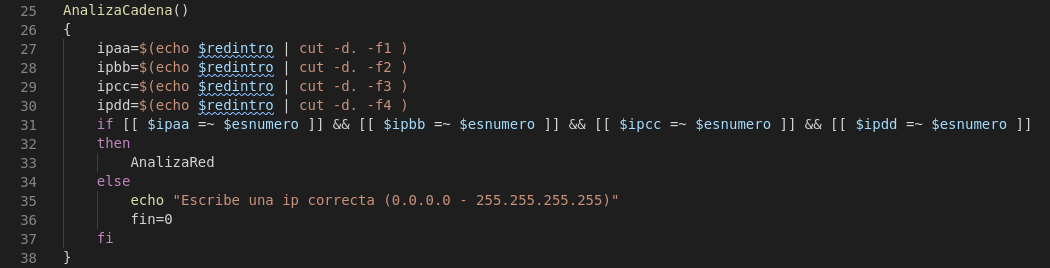 25 AnalizaCadena()
26 {
27 ipaa=$(echo $redintro | cut -d. -f1 )
28 ipbb=$(echo $redintro | cut -d. -f2 )
29 ipcc=$(echo $redintro | cut -d. -f3 )
30 ipdd=$(echo $redintro | cut -d. -f4 )
31 if [[ $ipaa =~ $esnumero ]] && [[ $ipbb =~ $esnumero ]] && [[ $ipcc =~ $esnumero ]] && [[ $ipdd =~ $esnumero ]]
32 then
33 AnalizaRed
34 else
35 echo "Escribe una ip correcta (0.0.0.0 - 255.255.255.255)"
36 fin=0
37 fi
38 }